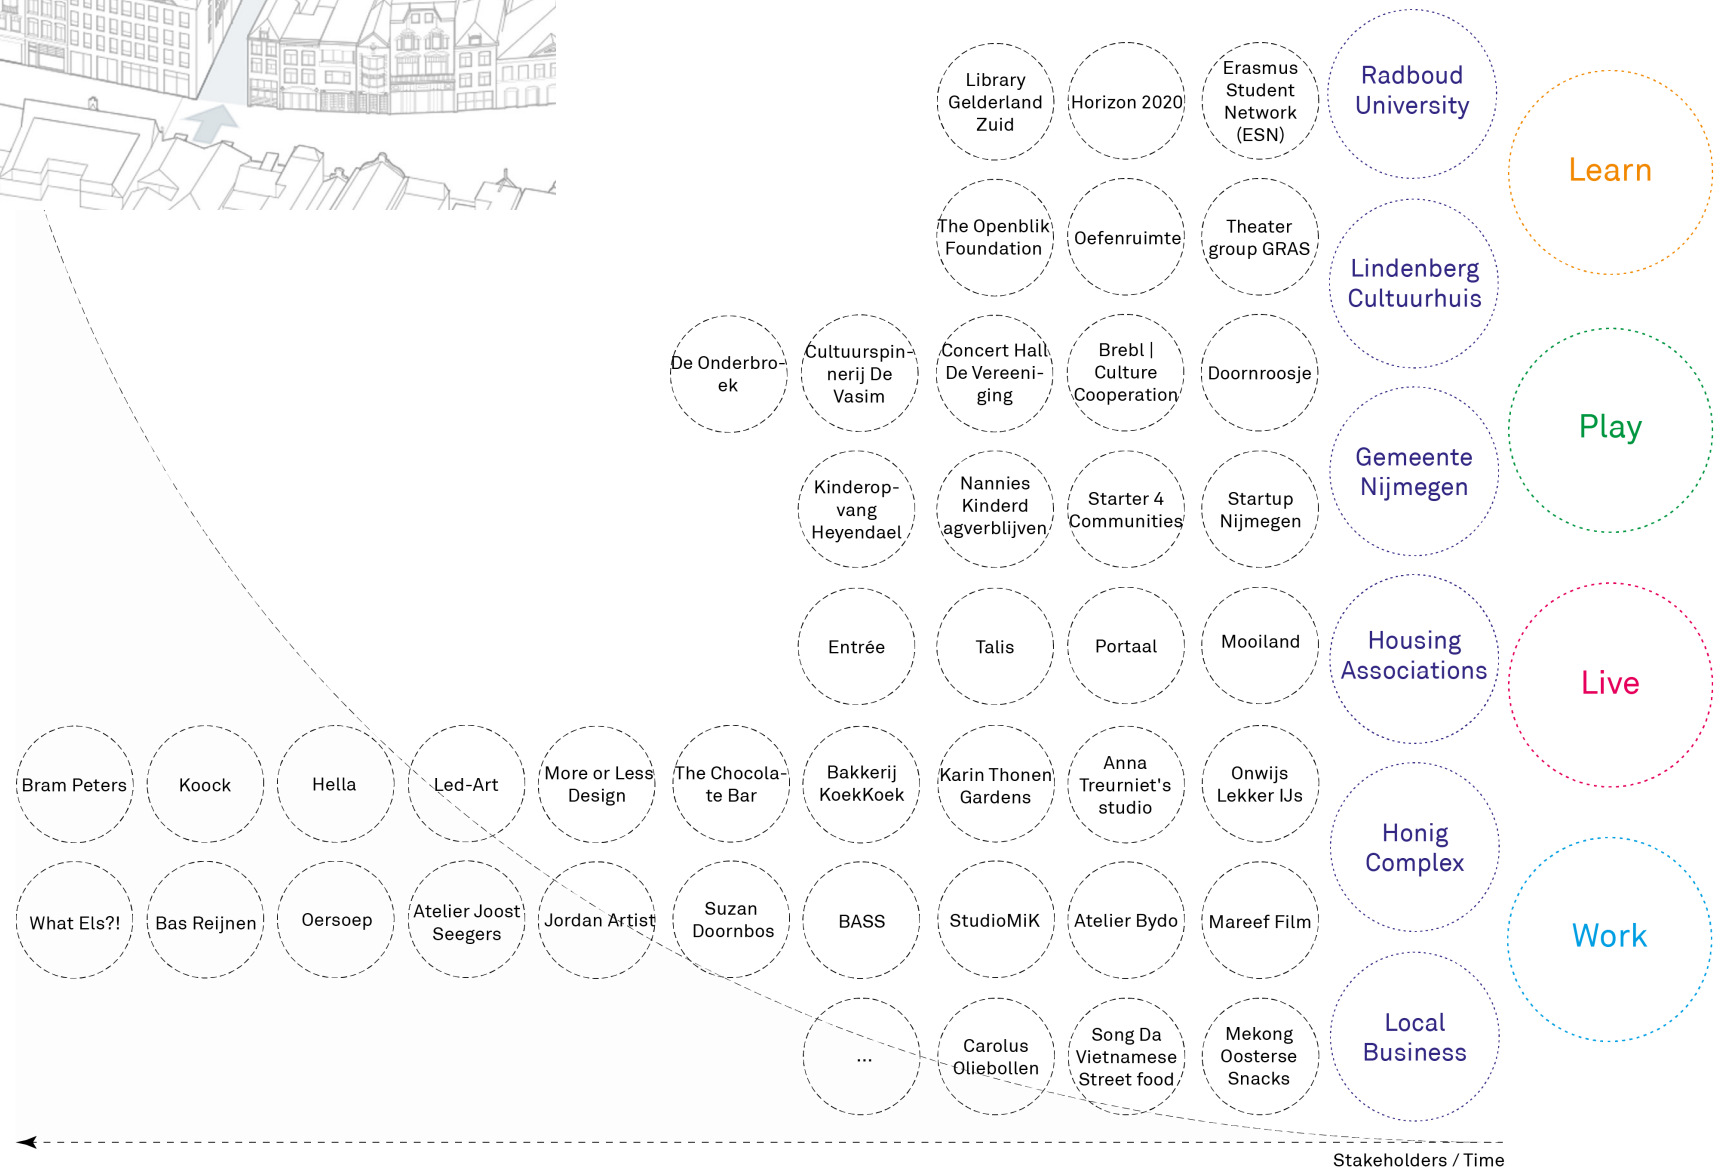 Library
Gelderland
Zuid
Horizon 2020
Erasmus
Student
Network
(ESN)
Radboud
University
Learn
The Openblik
Foundation
Oefenruimte
Theater
group GRAS
Lindenberg
Cultuurhuis
De Onderbro-
ek
Cultuurspin-
nerij De
Vasim
Concert Hall
De Vereeni-
ging
Brebl |
Culture
Cooperation
Doornroosje
Play
Kinderop-
vang
Heyendael
Nannies
Kinderd
agverblijven
Starter 4
Communities
Startup
Nijmegen
Gemeente
Nijmegen
Entrée
Talis
Portaal
Mooiland
Housing
Associations
Live
Bram Peters
Koock
Hella
Led-Art
More or Less
Design
The Chocola-
te Bar
Bakkerij
KoekKoek
Karin Thonen
Gardens
Anna
Treurniet's
studio
Onwijs
Lekker IJs
Honig
Complex
What Els?!
Bas Reijnen
Oersoep
Atelier Joost
Seegers
Jordan Artist
Suzan
Doornbos
BASS
StudioMiK
Atelier Bydo
Mareef Film
Work
...
Carolus
Oliebollen
Song Da
Vietnamese
Street food
Mekong
Oosterse
Snacks
Local
Business
Stakeholders / Time